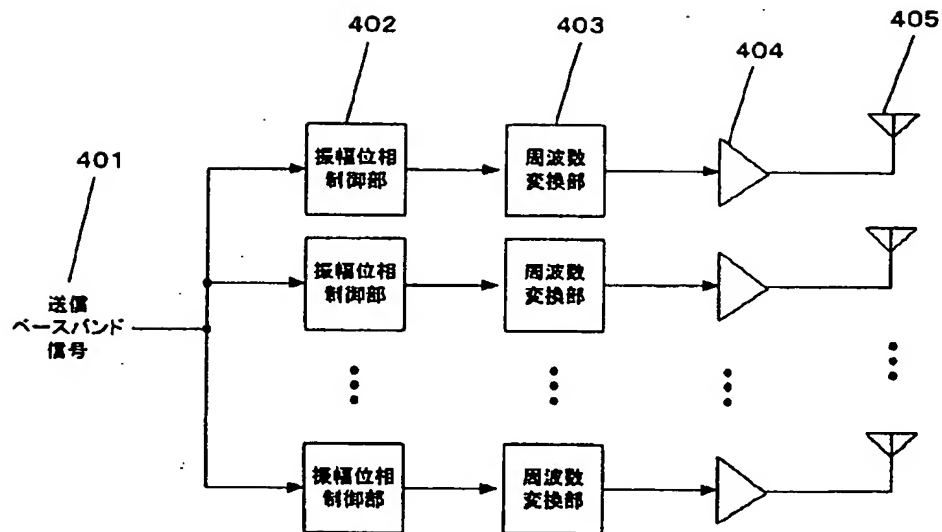 402
403
404
405
401
振幅位相
制御部
周波数
変換部
振幅位相
制御部
周波数
変換部
送信
ベースバンド
信号
振幅位相
制御部
周波数
変換部